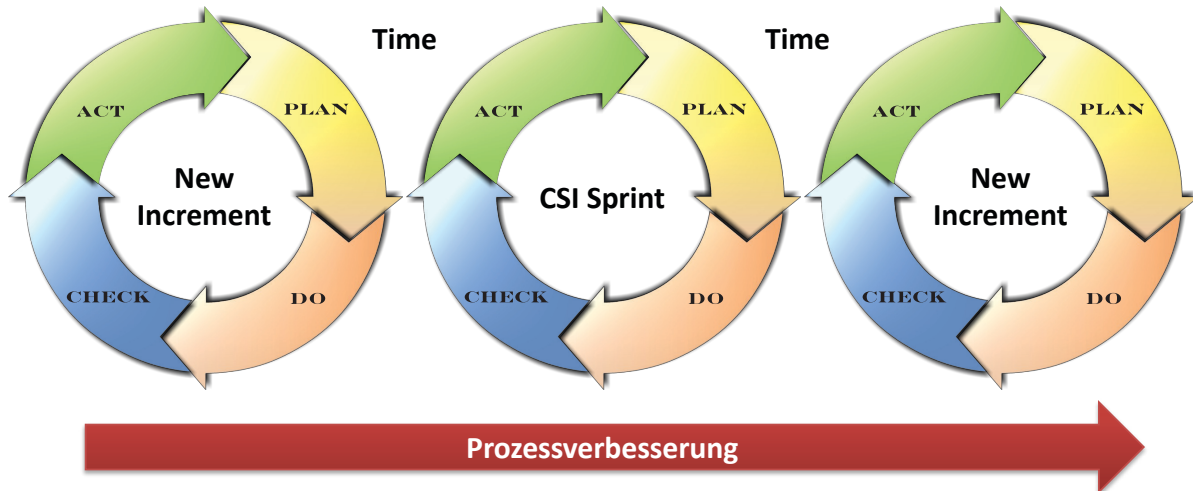 Time
Time
ACT
PLAN
ACT
PLAN
ACT
PLAN
New
Increment
CSI Sprint
New
Increment
CHECK
DO
CHECK
DO
CHECK
DO
Prozessverbesserung